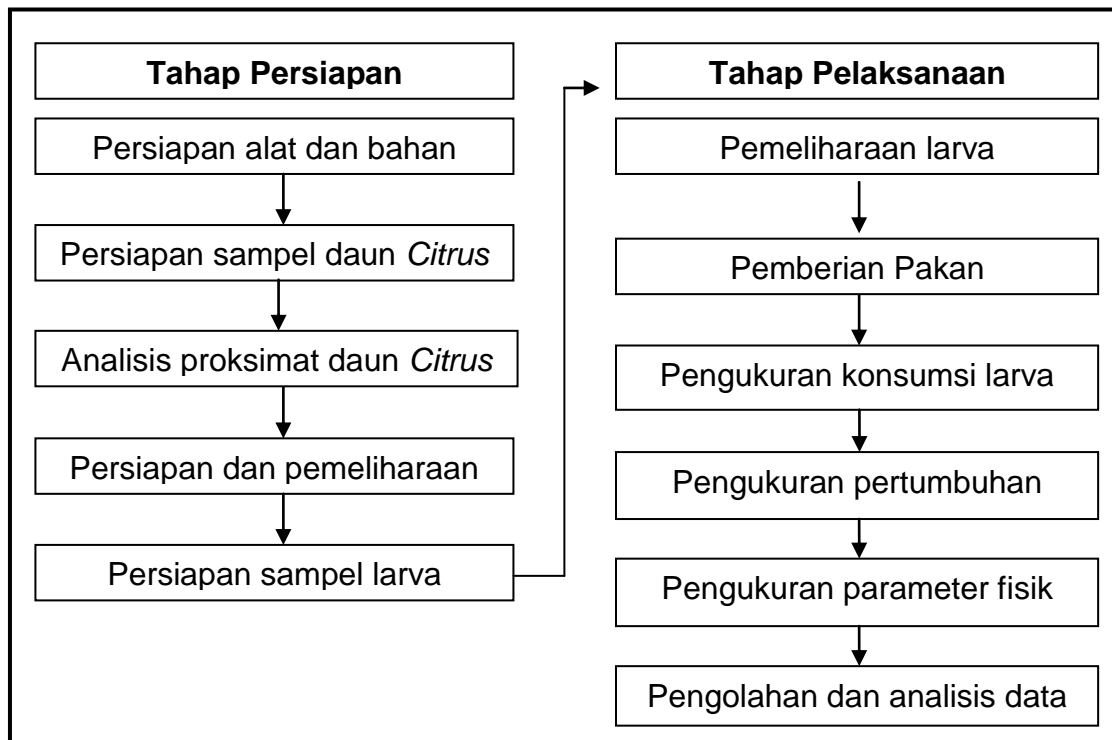 Tahap Persiapan
Persiapan alat dan bahan
Persiapan sampel daun Citrus
Analisis proksimat daun Citrus
Persiapan dan pemeliharaan
Persiapan sampel larva
Tahap Pelaksanaan
Pemeliharaan larva
Pemberian Pakan
Pengukuran konsumsi larva
Pengukuran pertumbuhan
Pengukuran parameter fisik
Pengolahan dan analisis data